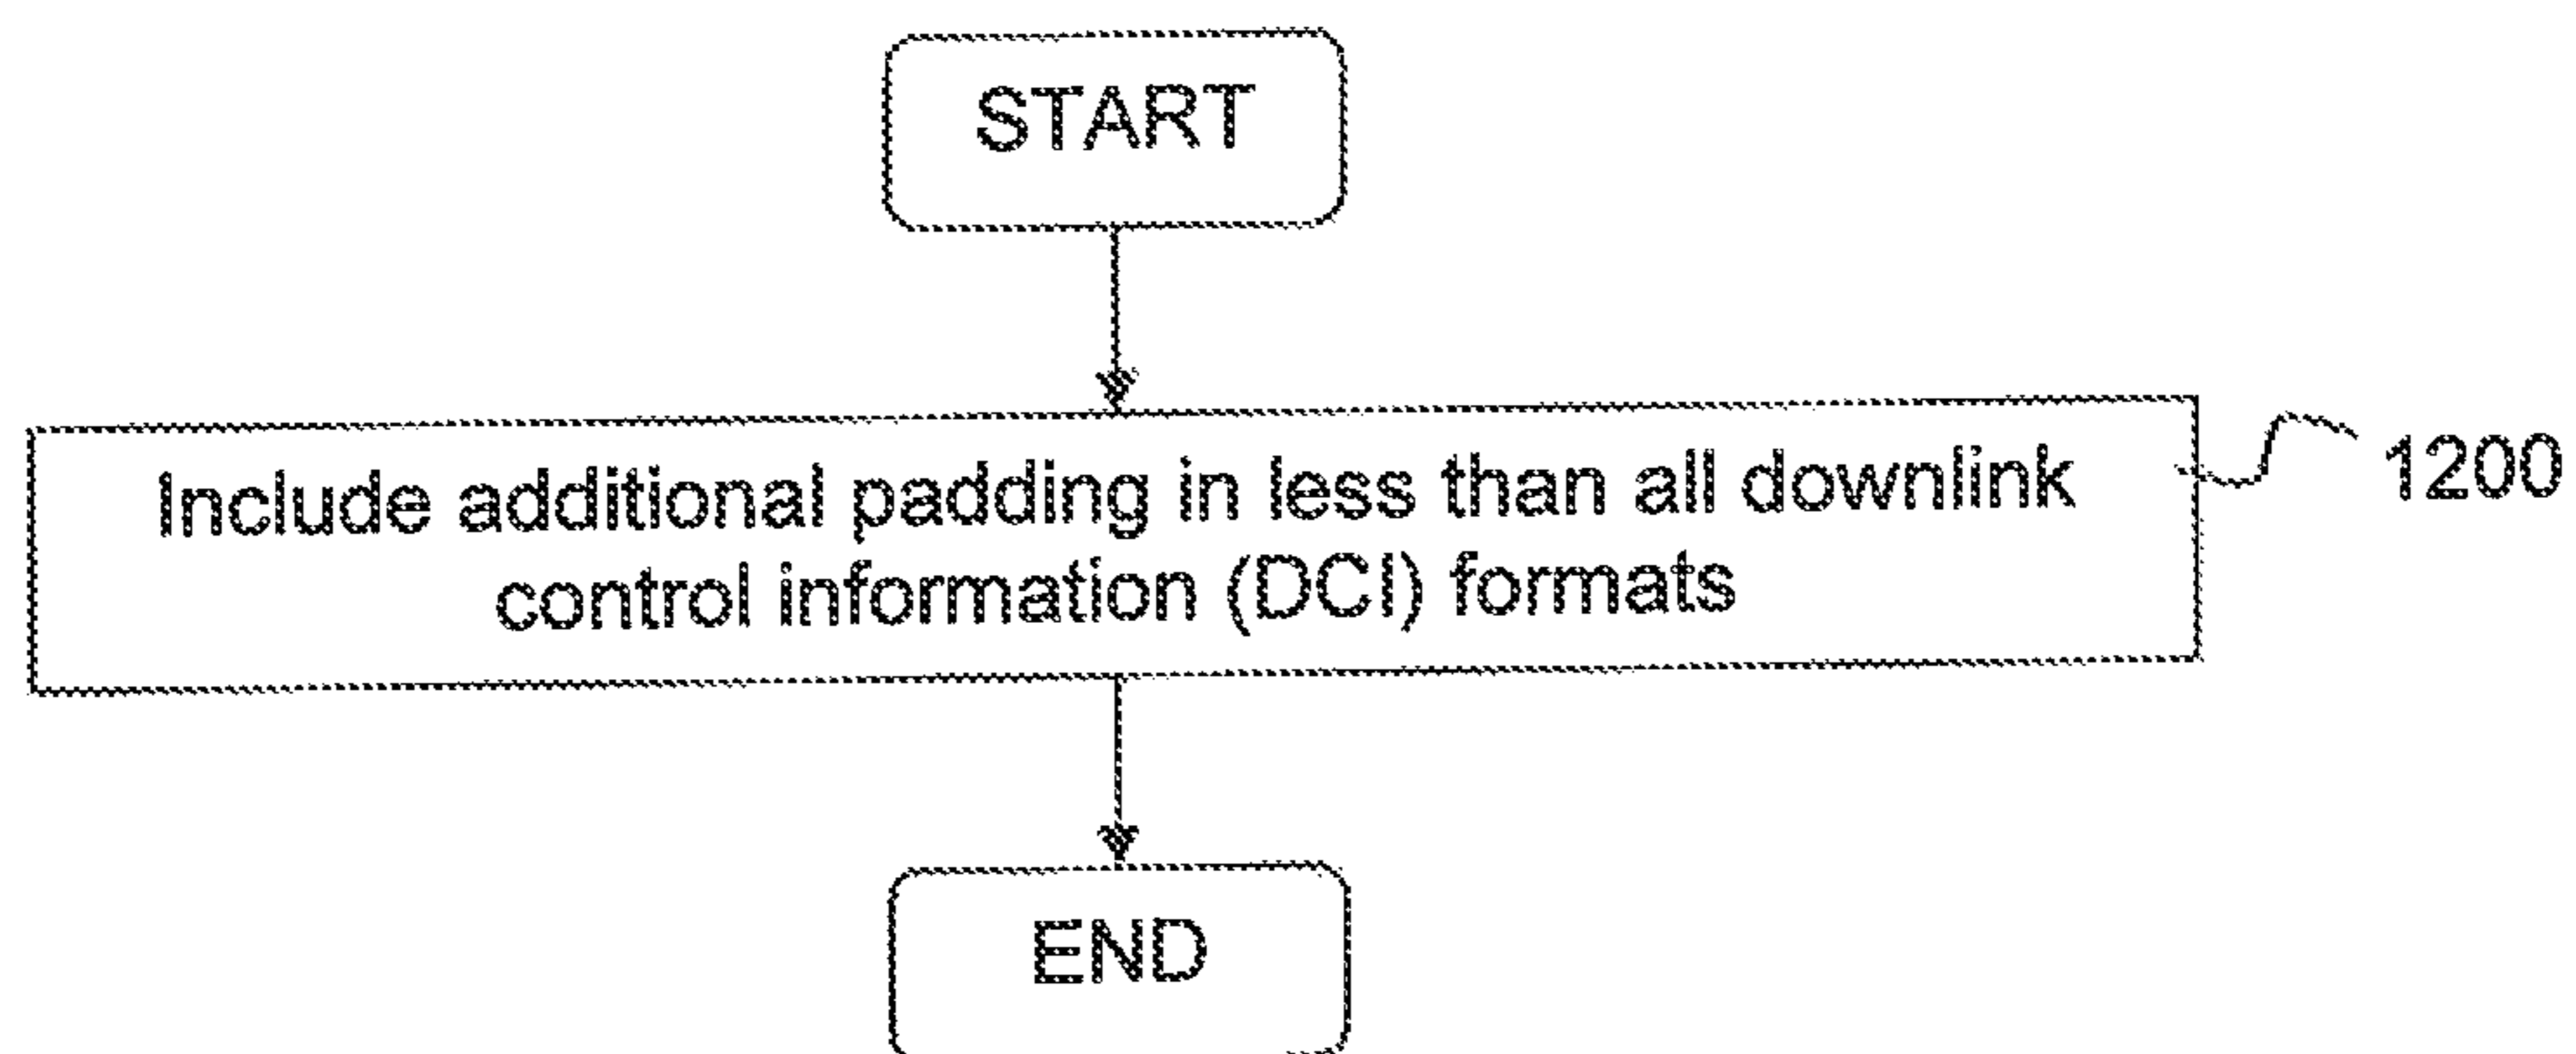 START
Include additional padding in less than all downlink
control information (DCI) formats
1200
END